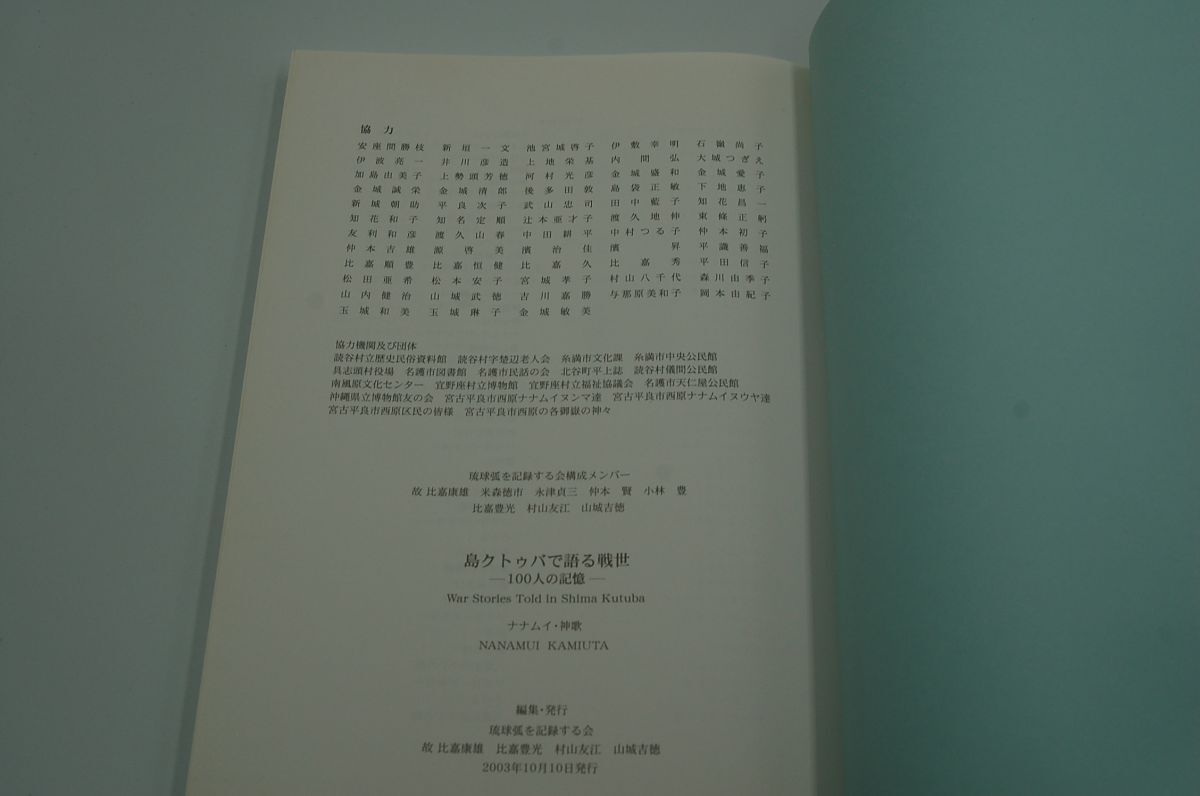 協 力
安座間勝枝 新垣一文 池宮城啓子 伊敷幸明 石嶺尚子
伊波亮一 井川彦造 上地栄基 内間弘 大城つぎえ
加島由美子 上勢頭芳徳 河村光彦 金城盛和 金城愛子
金城誠栄 金城清郎 後多田敦 島袋正敏 下地恵子
新城朝助 平良次子 武山忠司 田中藍子 知花昌一
知花和子 知名定順 辻本亜才子 渡久地伸 東條正躬
友利和彦 渡久山春 中田耕平 中村つる子 仲本初子
仲本吉雄 源啓美 濱治佳 濱昇 平識善福
比嘉順豊 比嘉恒健 比嘉久 比嘉秀 平田信子
松田亜希 松本安子 宮城孝子 村山八千代 森川由季子
山内健治 山城武徳 吉川嘉勝 与那原美和子 岡本由紀子
玉城和美 玉城琳子 金城敏美
協力機関及び団体
読谷村立歴史民俗資料館 読谷村字楚辺老人会 糸満市文化課 糸満市中央公民館
具志頭村役場 名護市図書館 名護市民話の会 北谷町平上誌 読谷村儀間公民館
南風原文化センター 宜野座村立博物館 宜野座村立福祉協議会 名護市天仁屋公民館
沖縄県立博物館友の会 宮古平良市西原ナナムイヌンマ達 宮古平良市西原ナナムイヌウヤ達
宮古平良市西原区民の皆様 宮古平良市西原の各御嶽の神々
琉球弧を記録する会構成メンバー
故 比嘉康雄 米森徳市 永津貞三 仲本 賢 小林 豊
比嘉豊光 村山友江 山城吉徳
島クトゥバで語る戦世
―100人の記憶―
War Stories Told in Shima Kutuba
ナナムイ・神歌
NANAMUI KAMIUTA
編集・発行
琉球弧を記録する会
故 比嘉康雄 比嘉豊光 村山友江 山城吉徳
2003年10月10日発行